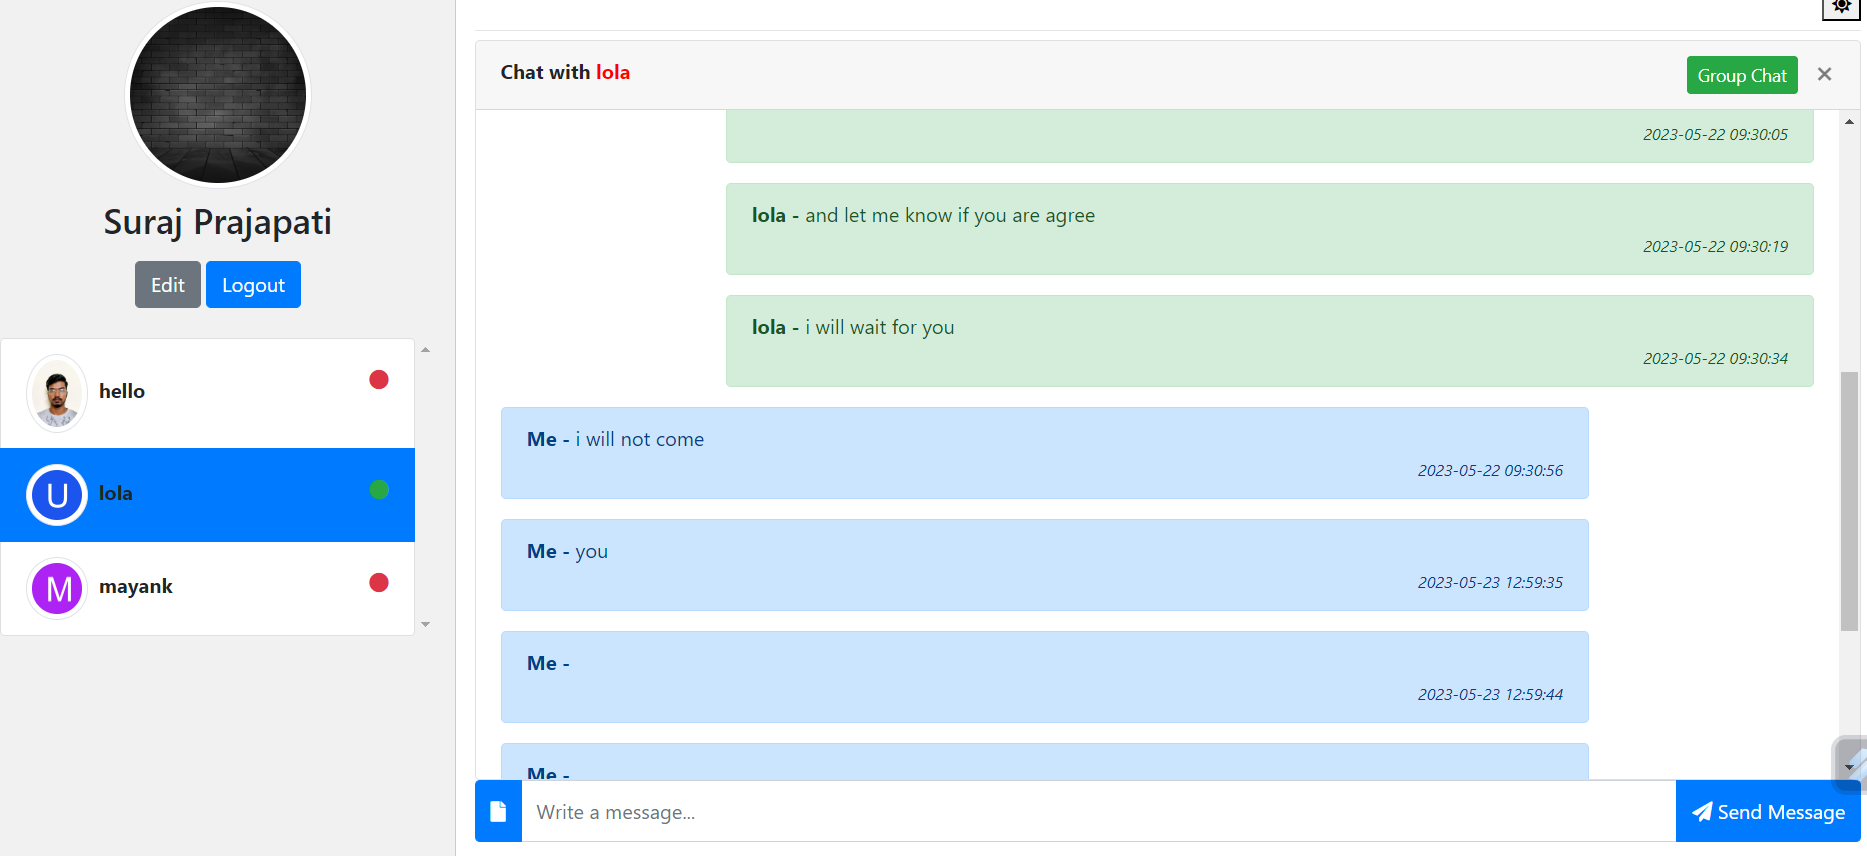 Suraj Prajapati
Edit Logout
hello
U lola
M mayank
Chat with lola
Group Chat ×
2023-05-22 09:30:05
lola - and let me know if you are agree
2023-05-22 09:30:19
lola - i will wait for you
2023-05-22 09:30:34
Me - i will not come
2023-05-22 09:30:56
Me - you
2023-05-23 12:59:35
Me -
2023-05-23 12:59:44
Me -
Write a message...
Send Message